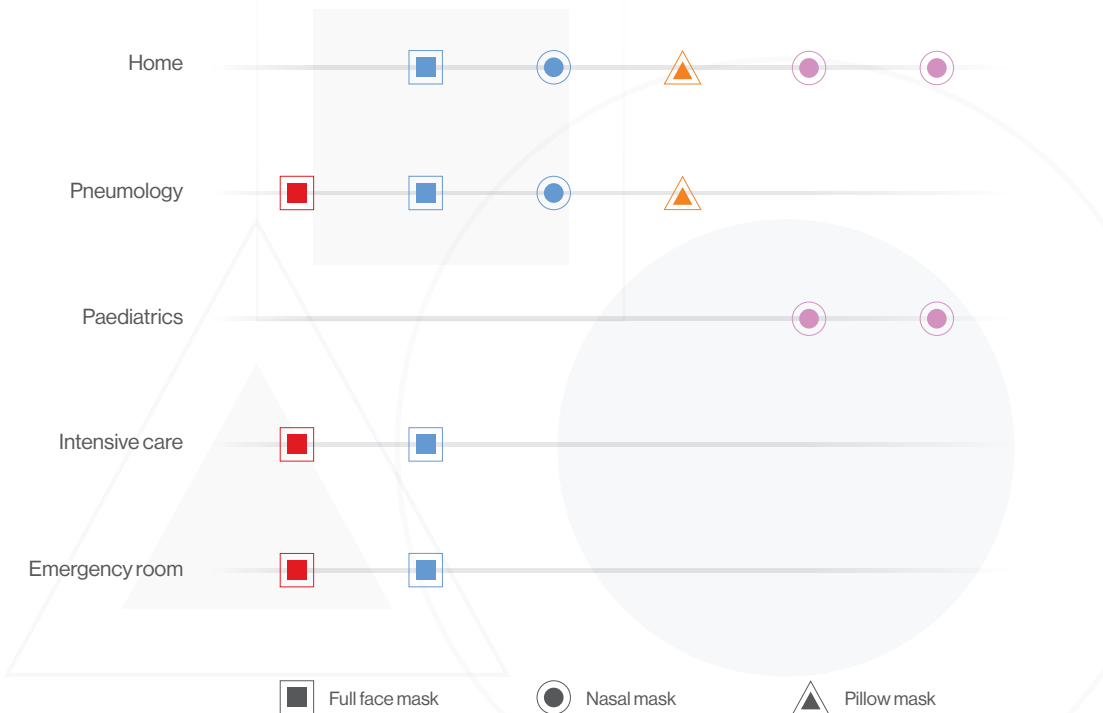 Home
Pneumology
Paediatrics
Intensive care
Emergency room
Full face mask
Nasal mask
Pillow mask